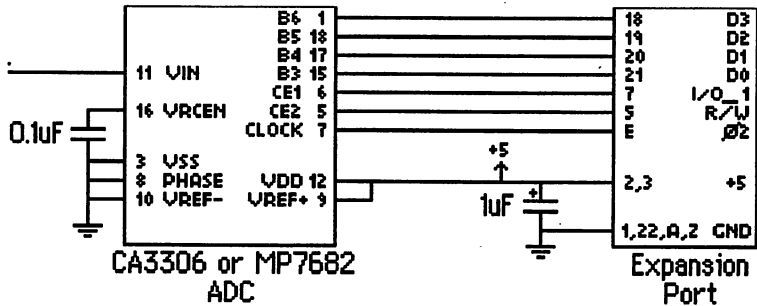 B6 1
B5 18
B4 17
B3 15
CE1 6
CE2 5
CLOCK 7
11 VIN
16 VRCEN
0.1uF
3 VSS
8 PHASE
10 VREF-
VDD 12
VREF+ 9
+5
1uF
+
18 D3
19 D2
20 D1
21 D0
7 I/O_1
5 R/W
E Ø2
2,3 +5
1,22,A,Z GND
CA3306 or MP7682
ADC
Expansion
Port